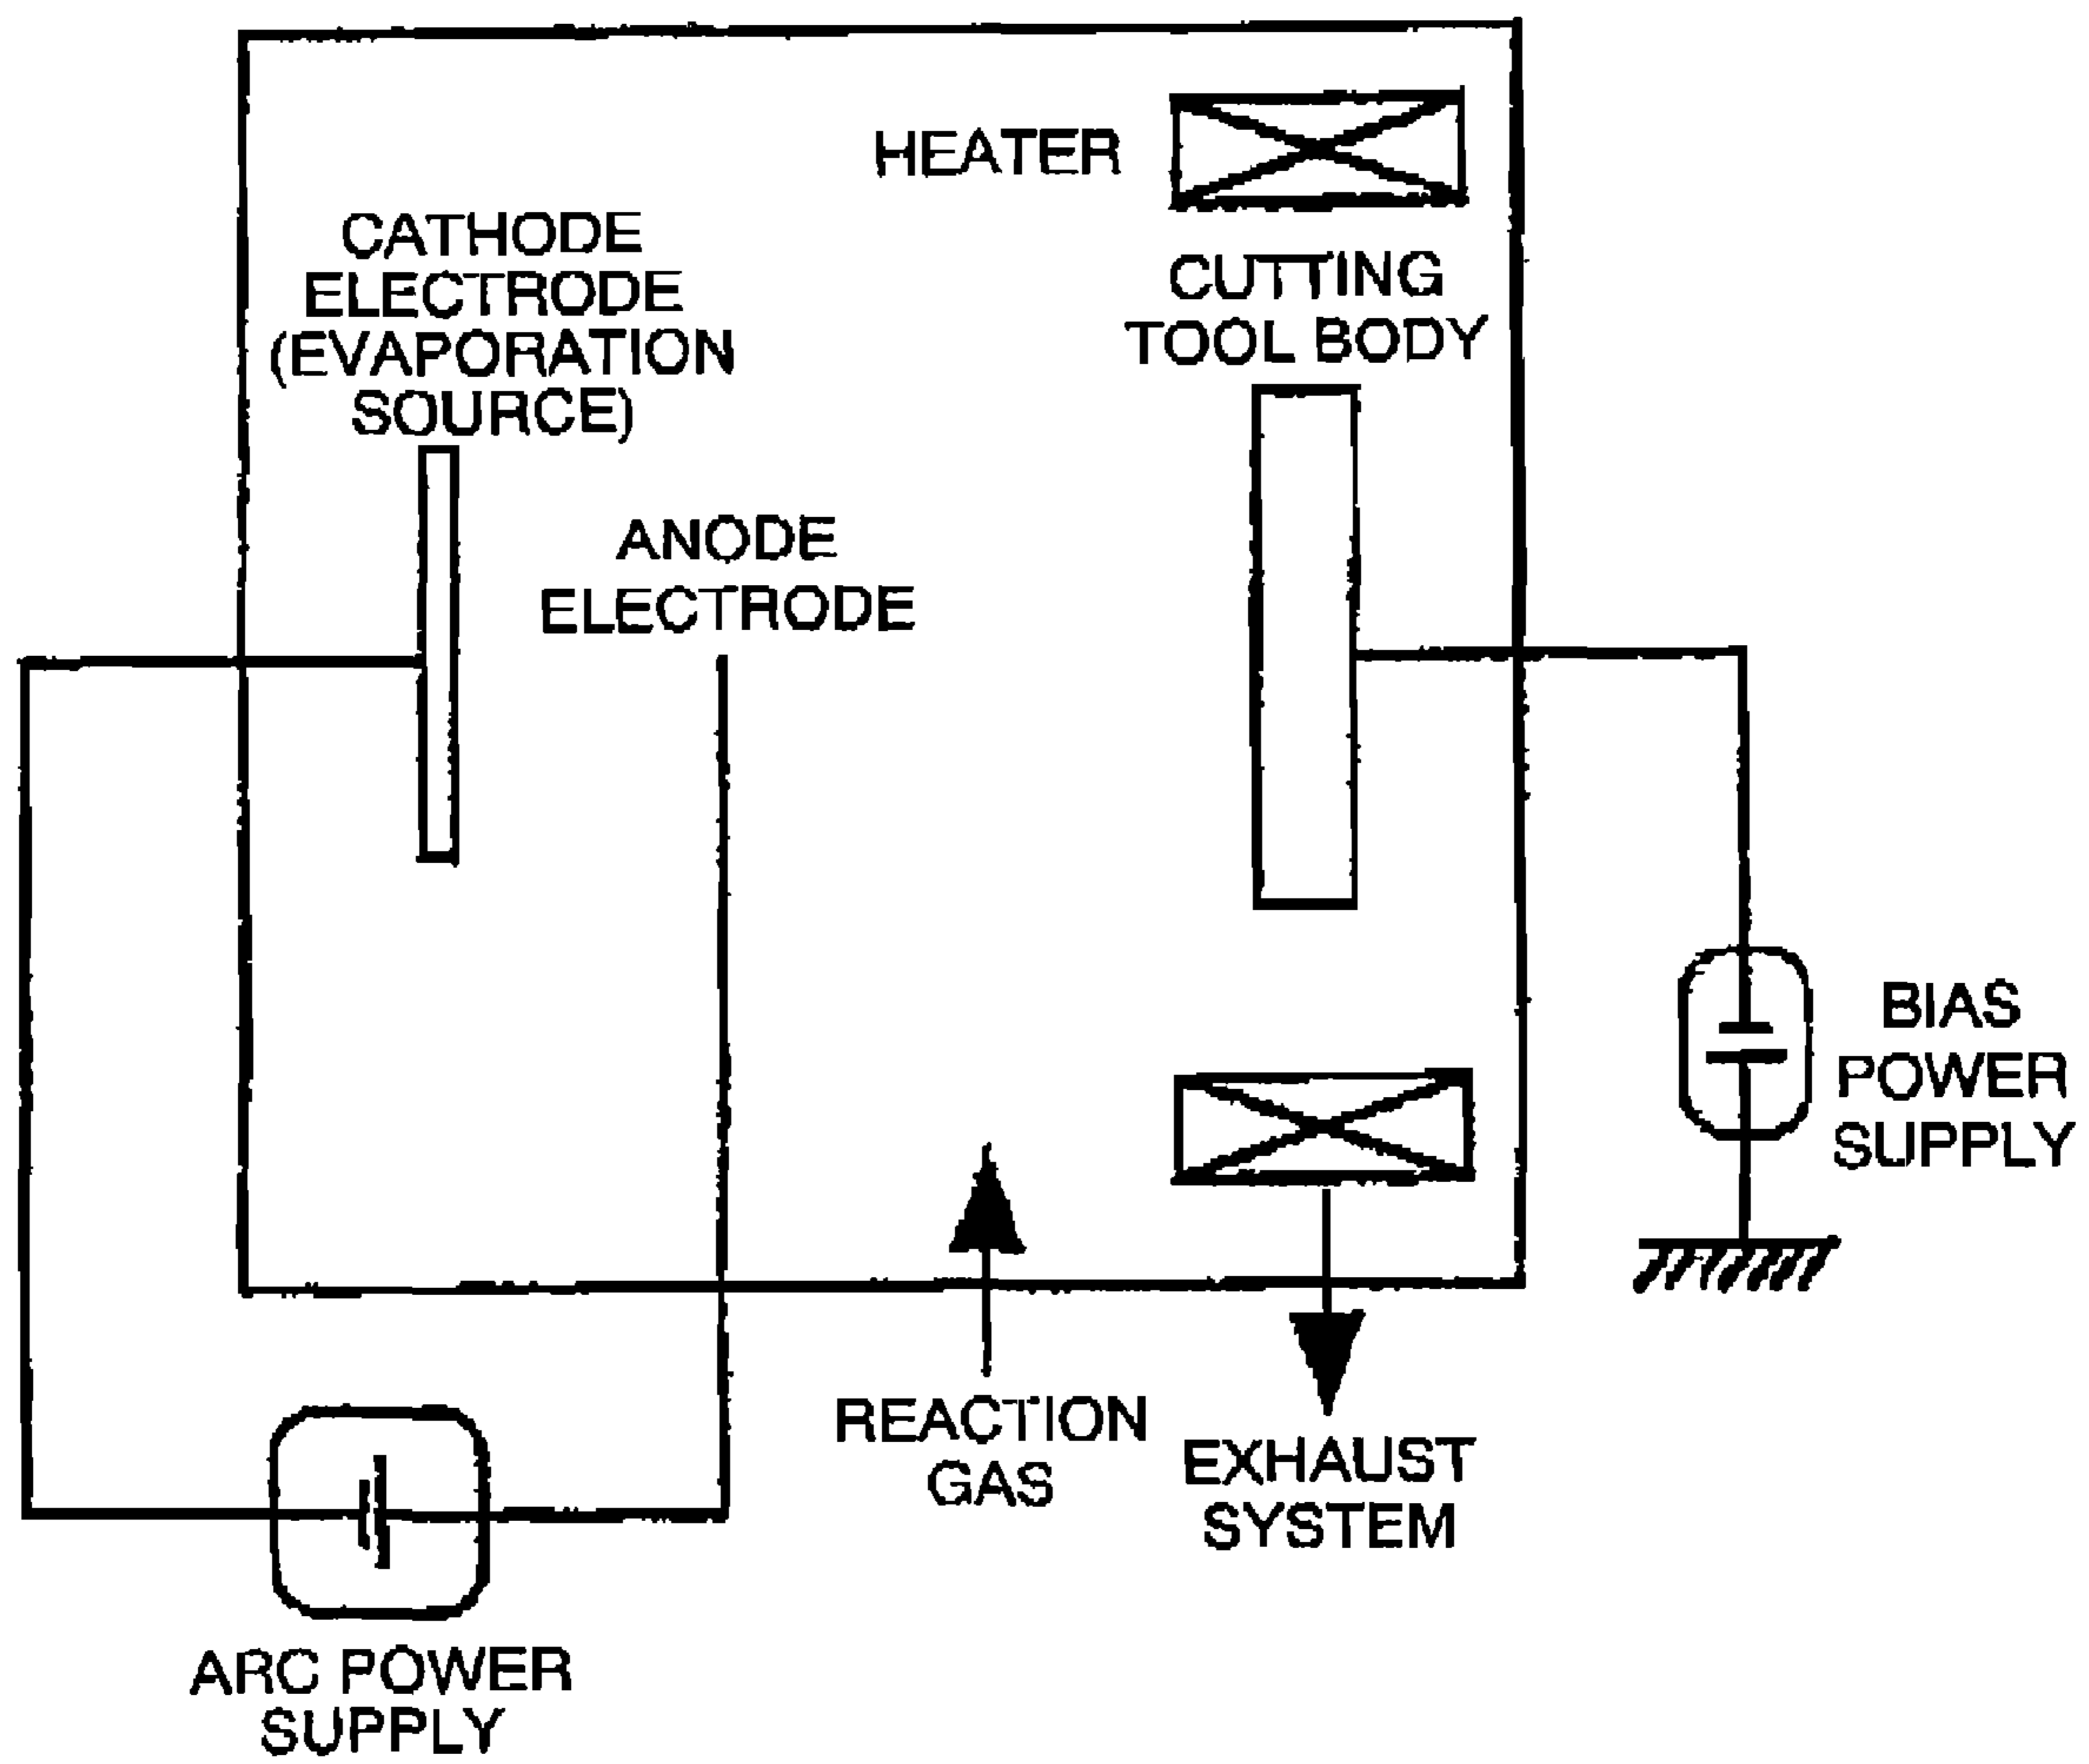 HEATER
CATHODE
ELECTRODE
(EVAPORATION
SOURCE)
CUTTING
TOOL BODY
ANODE
ELECTRODE
BIAS
POWER
SUPPLY
REACTION
GAS
EXHAUST
SYSTEM
ARC POWER
SUPPLY